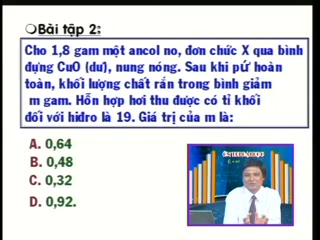 Bài tập 2:
Cho 1,8 gam một ancol no, đơn chức X qua bình
đựng CuO (dư), nung nóng. Sau khi pứ hoàn
toàn, khối lượng chất rắn trong bình giảm
m gam. Hỗn hợp hơi thu được có tỉ khối
đối với hiđro là 19. Giá trị của m là:
A. 0,64
B. 0,48
C. 0,32
D. 0,92.